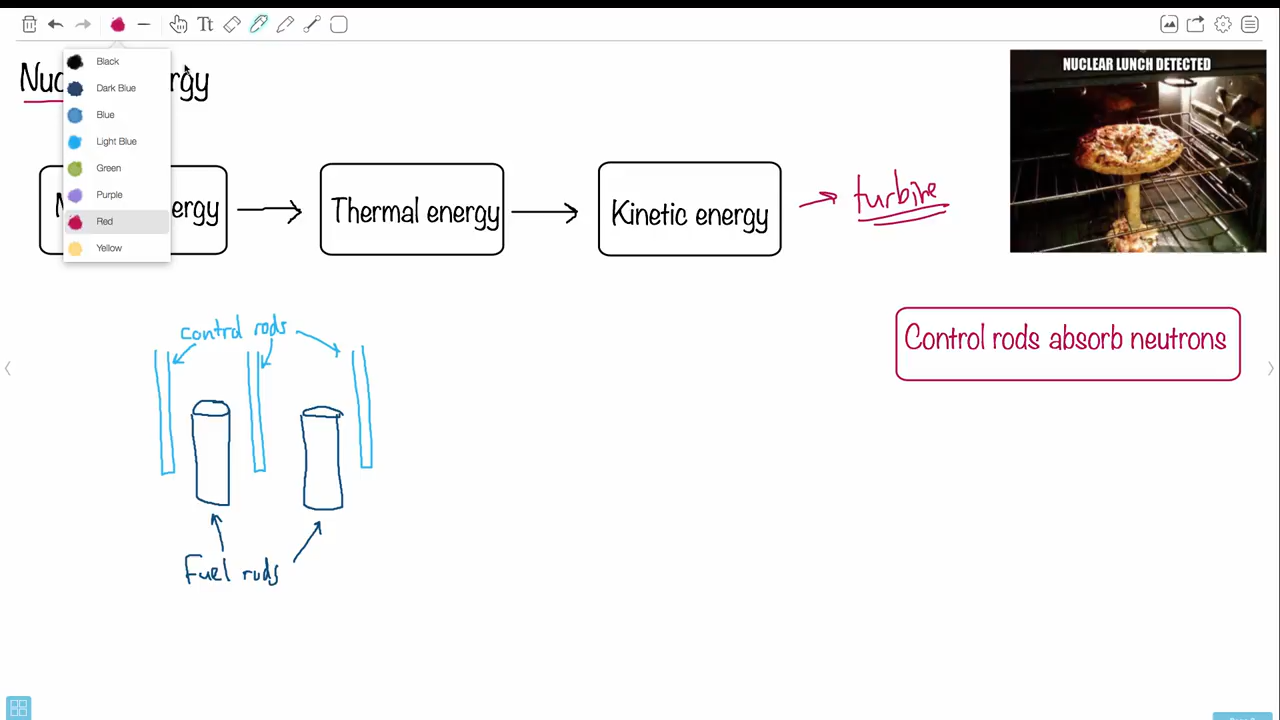 Tt
Black
Dark Blue
Blue
Light Blue
Green
Purple
Red
Yellow
NUCLEAR LUNCH DETECTED
Thermal energy
Kinetic energy
turbine
control rods
Control rods absorb neutrons
Fuel rods